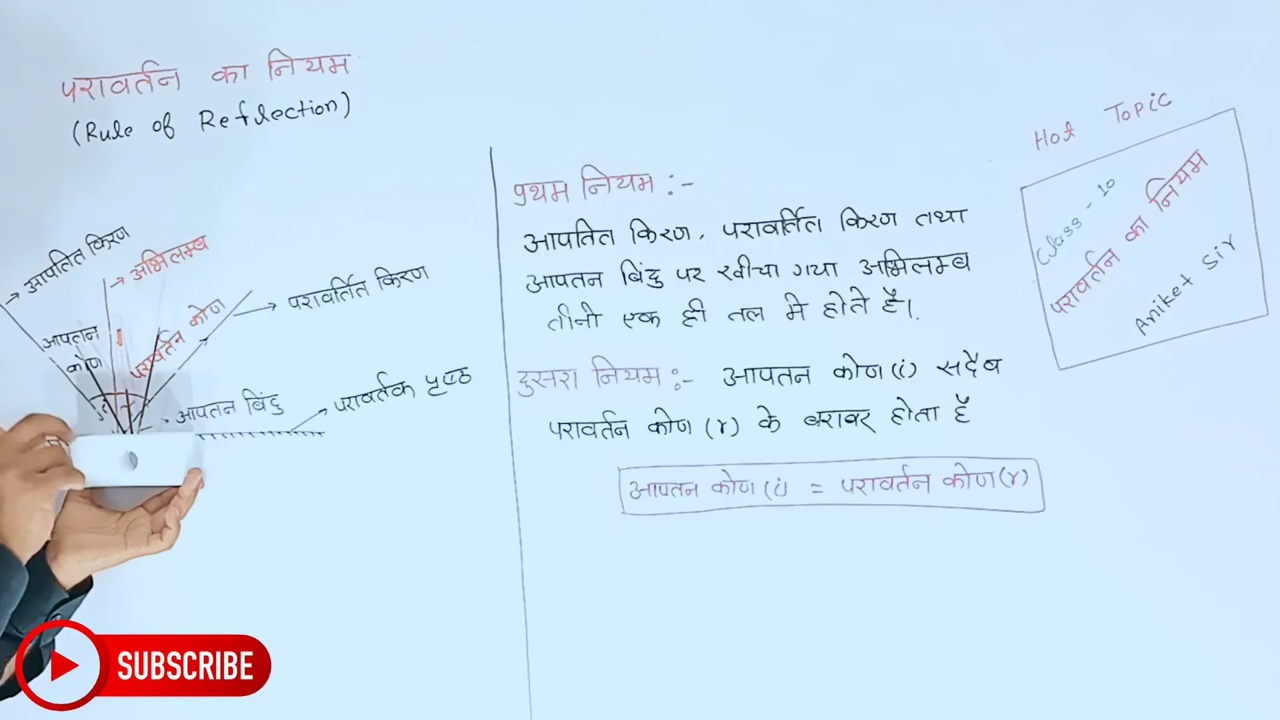 परावर्तन का नियम
(Rule of Reflection)
आपतित किरण
अभिलम्ब
आपतन
कोण
परावर्तन कोण
परावर्तित किरण
आपतन बिंदु
परावर्तक पृष्ठ
प्रथम नियम :-
आपतित किरण, परावर्तित किरण तथा
आपतन बिंदु पर खीचा गया अभिलम्ब
तीनो एक ही तल मे होते है।
दुसरा नियम :- आपतन कोण (i) सदैव
परावर्तन कोण (r) के बराबर होता है
आपतन कोण (i) = परावर्तन कोण (r)
Hot Topic
Class - 10
परावर्तन का नियम
Aniket Sir
SUBSCRIBE